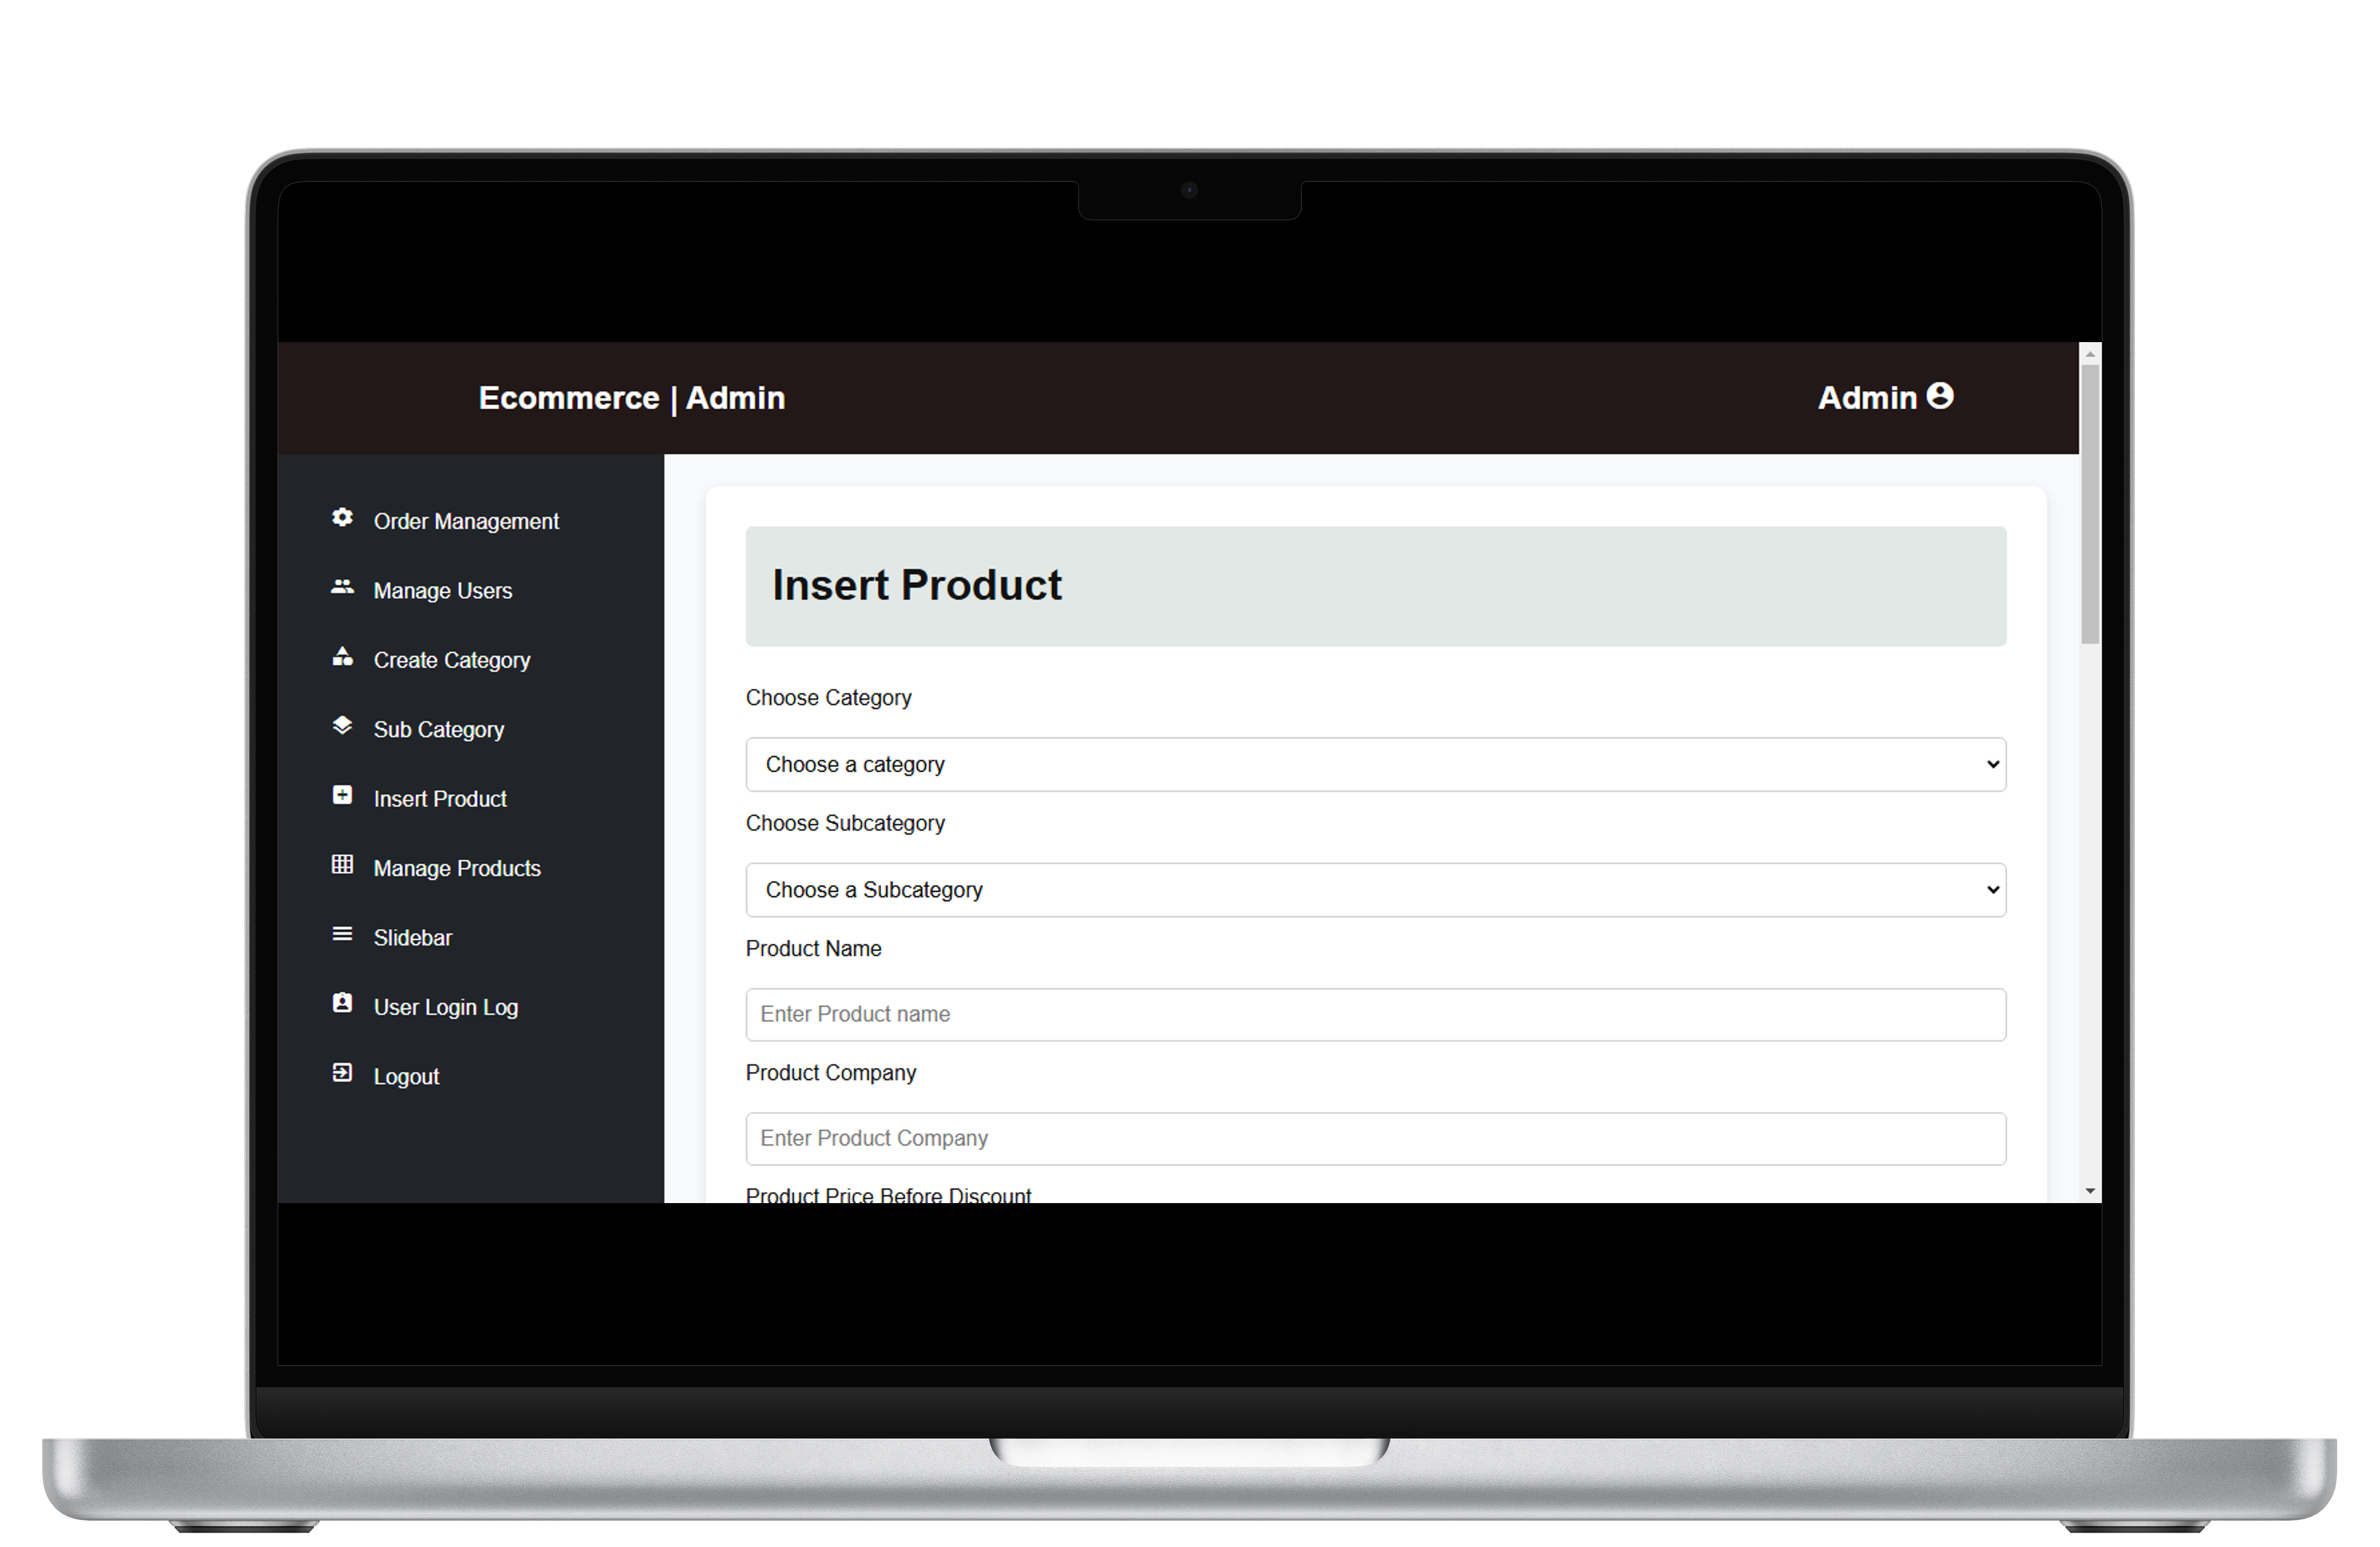 Ecommerce | Admin
Admin
Order Management
Manage Users
Create Category
Sub Category
Insert Product
Manage Products
Slidebar
User Login Log
Logout
Insert Product
Choose Category
Choose a category
Choose Subcategory
Choose a Subcategory
Product Name
Enter Product name
Product Company
Enter Product Company
Product Price Before Discount